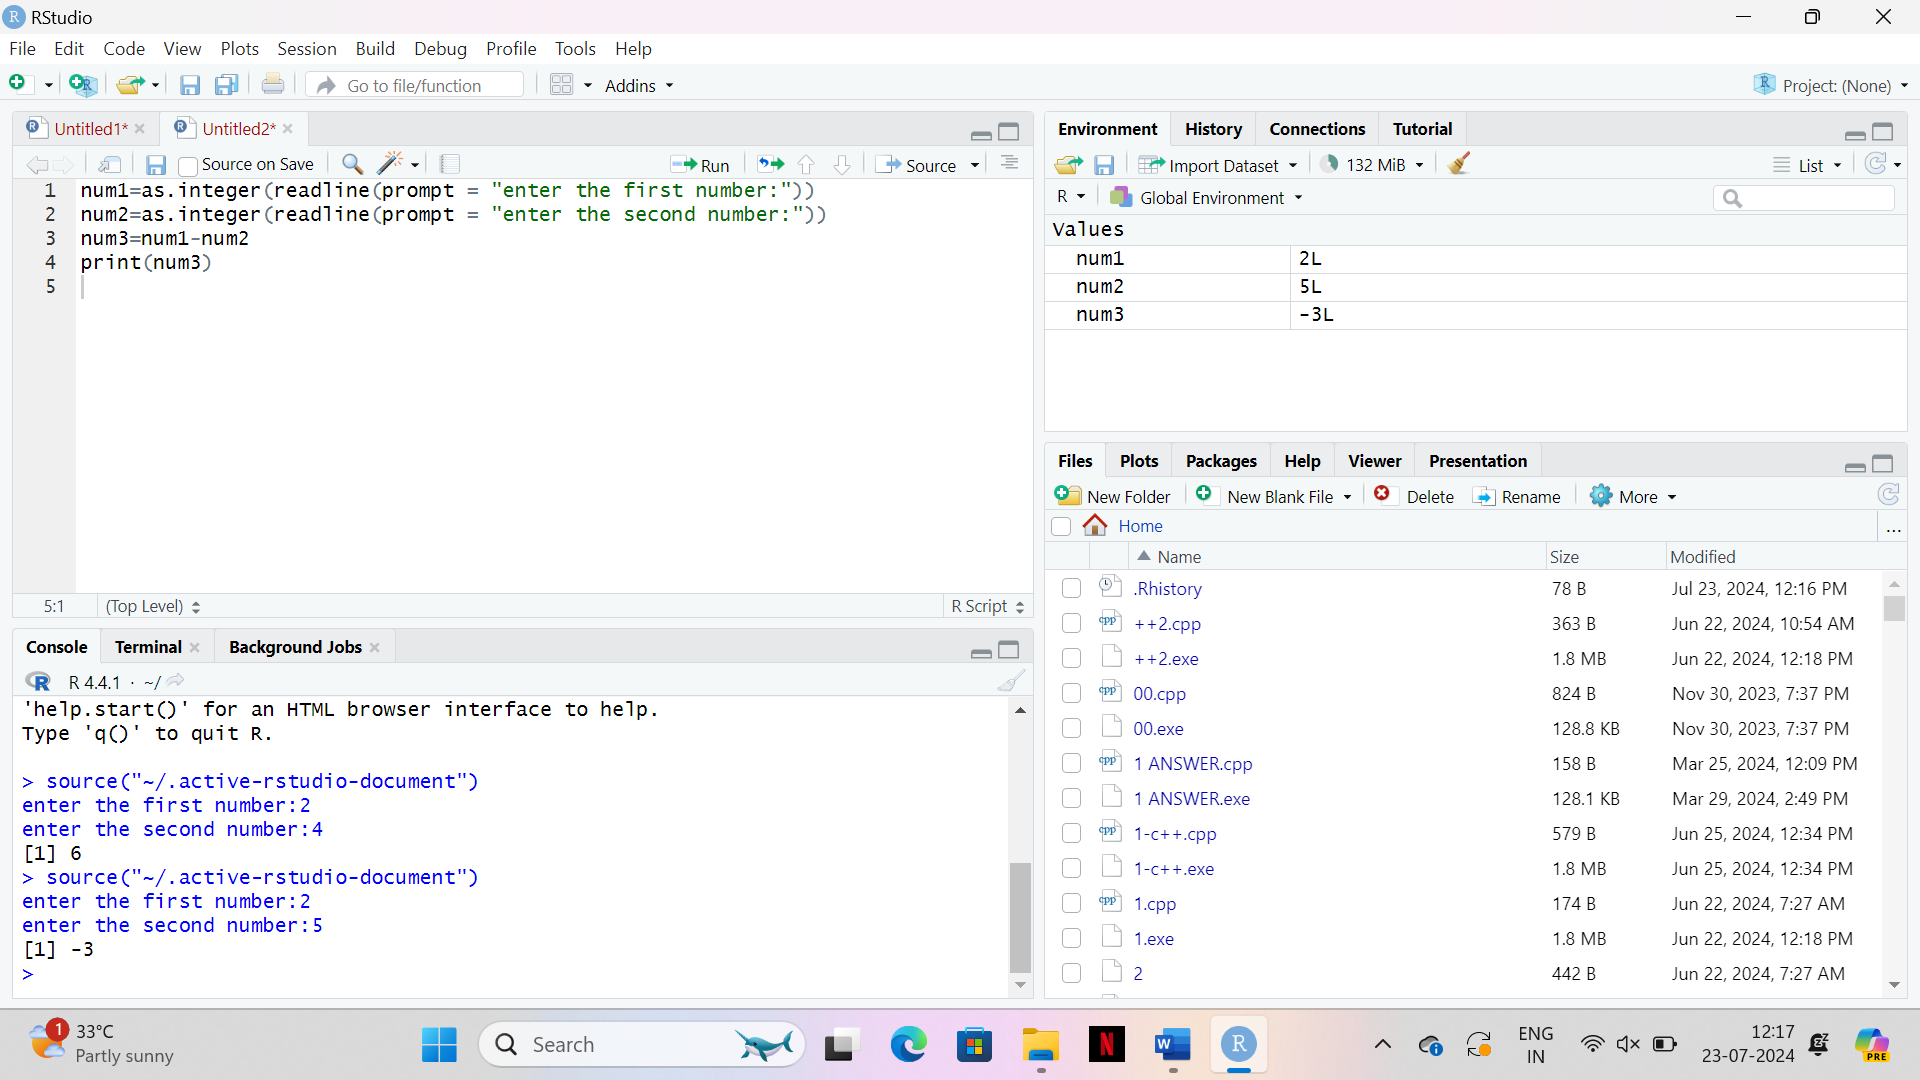 RStudio
File Edit Code View Plots Session Build Debug Profile Tools Help
Go to file/function Addins Project: (None)
Untitled1* Untitled2*
Source on Save Run Source
1 num1=as.integer(readline(prompt = "enter the first number:"))
2 num2=as.integer(readline(prompt = "enter the second number:"))
3 num3=num1-num2
4 print(num3)
5
5:1 (Top Level) R Script
Console Terminal Background Jobs
R 4.4.1 · ~/
'help.start()' for an HTML browser interface to help.
Type 'q()' to quit R.
> source("~/.active-rstudio-document")
enter the first number:2
enter the second number:4
[1] 6
> source("~/.active-rstudio-document")
enter the first number:2
enter the second number:5
[1] -3
>
Environment History Connections Tutorial
Import Dataset 132 MiB List
R Global Environment
Values
num1 2L
num2 5L
num3 -3L
Files Plots Packages Help Viewer Presentation
New Folder New Blank File Delete Rename More
Home ...
Name Size Modified
.Rhistory 78 B Jul 23, 2024, 12:16 PM
++2.cpp 363 B Jun 22, 2024, 10:54 AM
++2.exe 1.8 MB Jun 22, 2024, 12:18 PM
00.cpp 824 B Nov 30, 2023, 7:37 PM
00.exe 128.8 KB Nov 30, 2023, 7:37 PM
1 ANSWER.cpp 158 B Mar 25, 2024, 12:09 PM
1 ANSWER.exe 128.1 KB Mar 29, 2024, 2:49 PM
1-c++.cpp 579 B Jun 25, 2024, 12:34 PM
1-c++.exe 1.8 MB Jun 25, 2024, 12:34 PM
1.cpp 174 B Jun 22, 2024, 7:27 AM
1.exe 1.8 MB Jun 22, 2024, 12:18 PM
2 442 B Jun 22, 2024, 7:27 AM
1 33°C
Partly sunny
Search
ENG
IN
12:17
23-07-2024
PRE